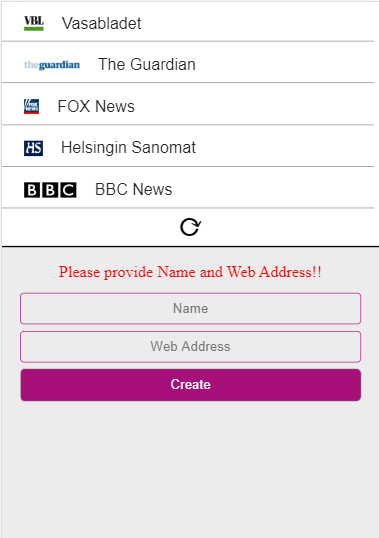 VBL Vasabladet
theguardian The Guardian
FOX NEWS FOX News
HS Helsingin Sanomat
BBC BBC News
Please provide Name and Web Address!!
Name
Web Address
Create